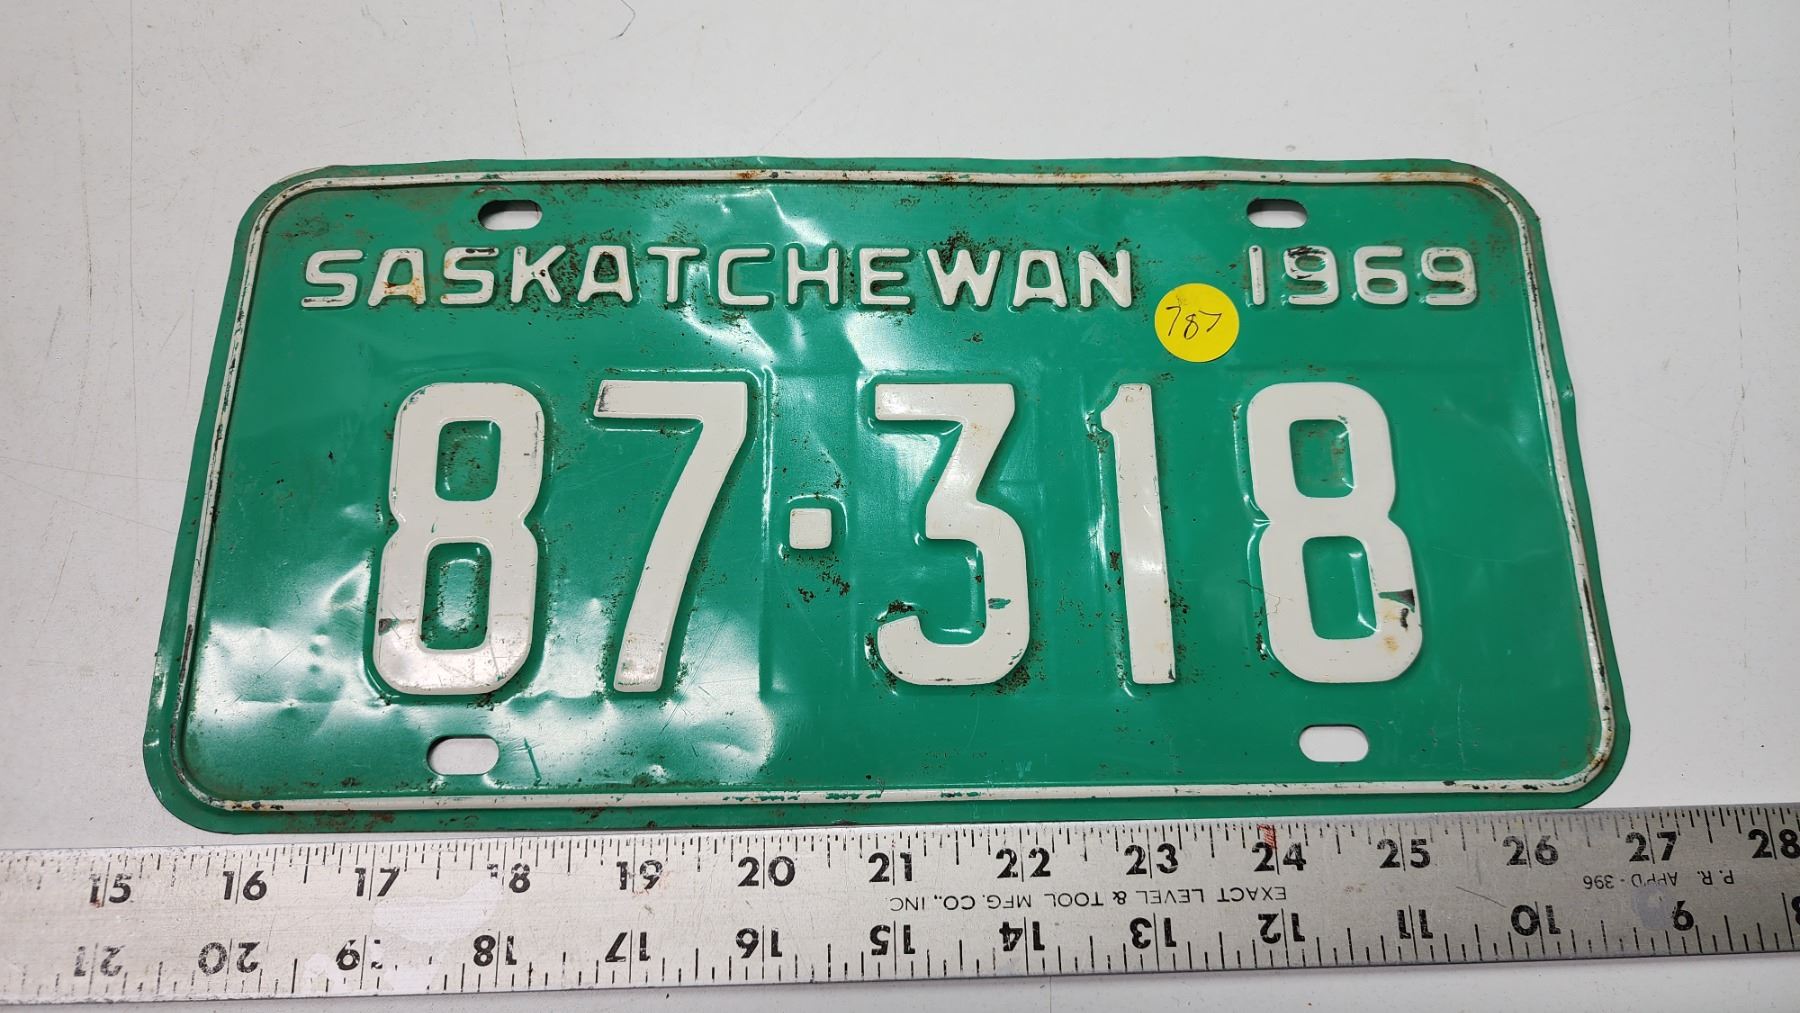 SASKATCHEWAN 1969
787
87·318
15 16 17 18 19 20 21 22 23 24 25 26 27 28
EXACT LEVEL & TOOL MFG. CO., INC
P. R. APPD - 396
21 20 19 18 17 16 15 14 13 12 11 10 9 8